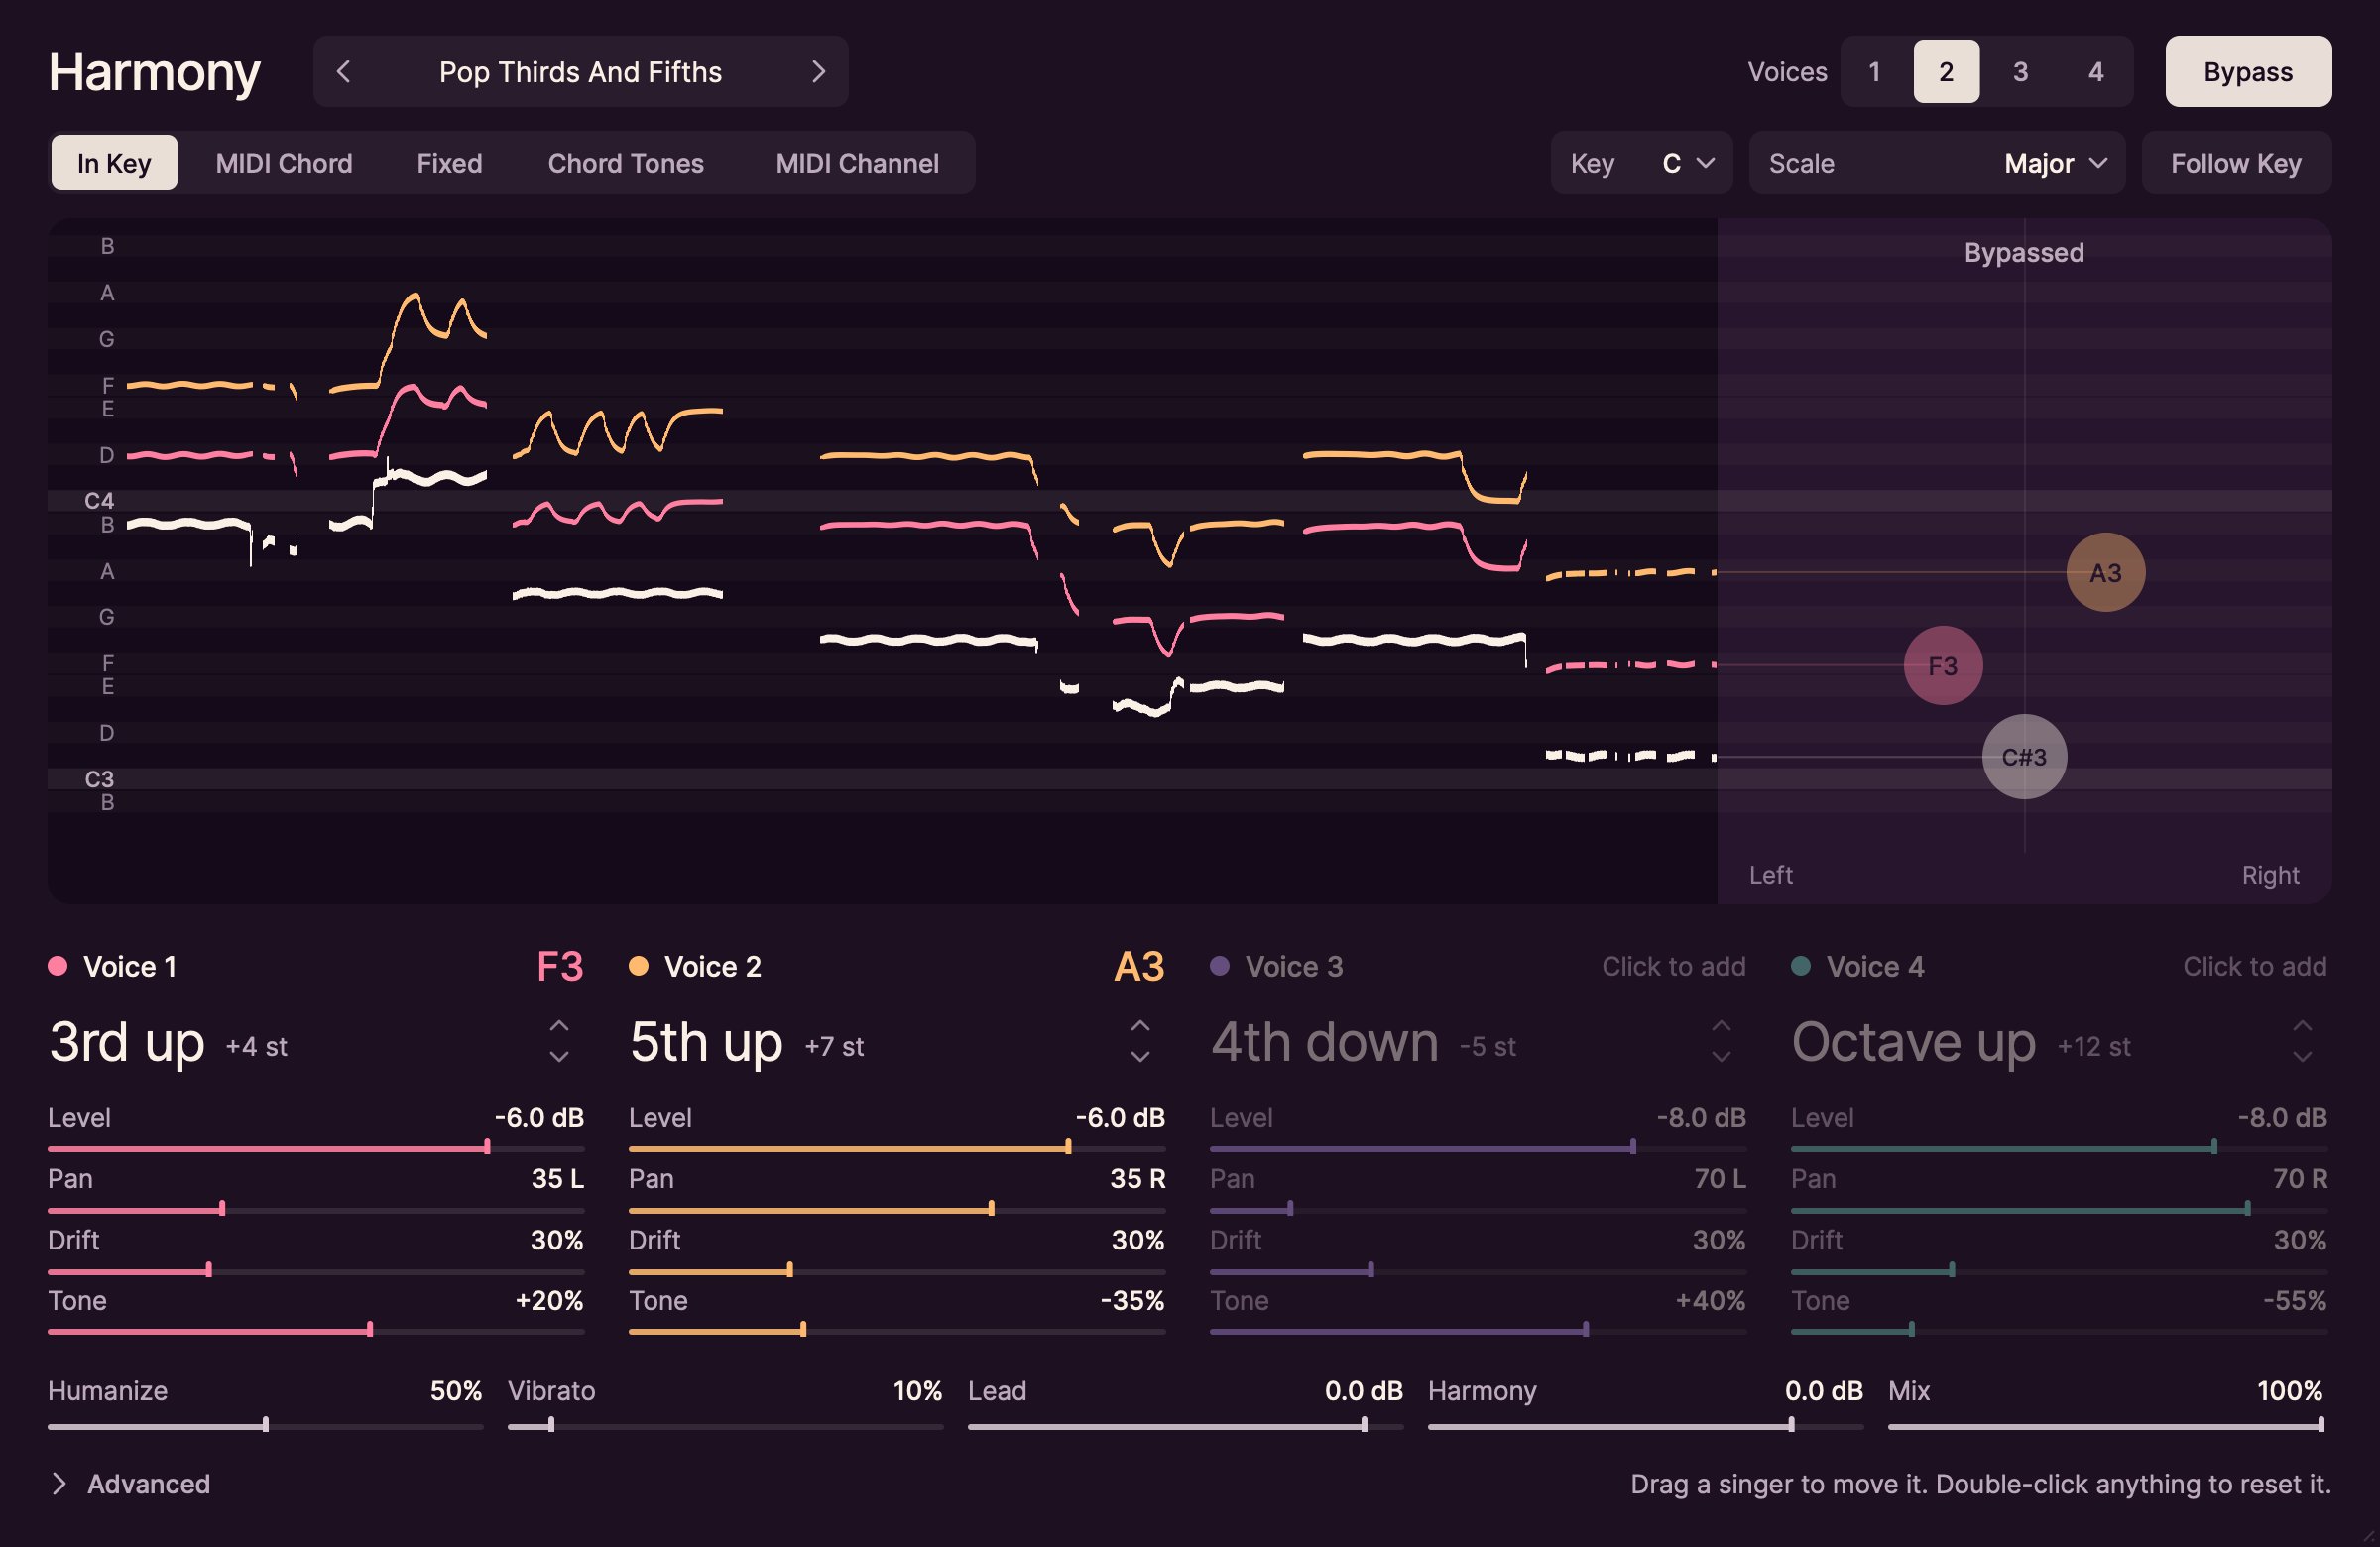 Harmony
Pop Thirds And Fifths
Voices 1 2 3 4
Bypass
In Key MIDI Chord Fixed Chord Tones MIDI Channel
Key C
Scale Major
Follow Key
Bypassed
B
A
G
F
E
D
C4
B
A
G
F
E
D
C3
B
A3
F3
C#3
Left Right
Voice 1 F3
3rd up +4 st
Level -6.0 dB
Pan 35 L
Drift 30%
Tone +20%
Voice 2 A3
5th up +7 st
Level -6.0 dB
Pan 35 R
Drift 30%
Tone -35%
Voice 3 Click to add
4th down -5 st
Level -8.0 dB
Pan 70 L
Drift 30%
Tone +40%
Voice 4 Click to add
Octave up +12 st
Level -8.0 dB
Pan 70 R
Drift 30%
Tone -55%
Humanize 50%
Vibrato 10%
Lead 0.0 dB
Harmony 0.0 dB
Mix 100%
Advanced
Drag a singer to move it. Double-click anything to reset it.